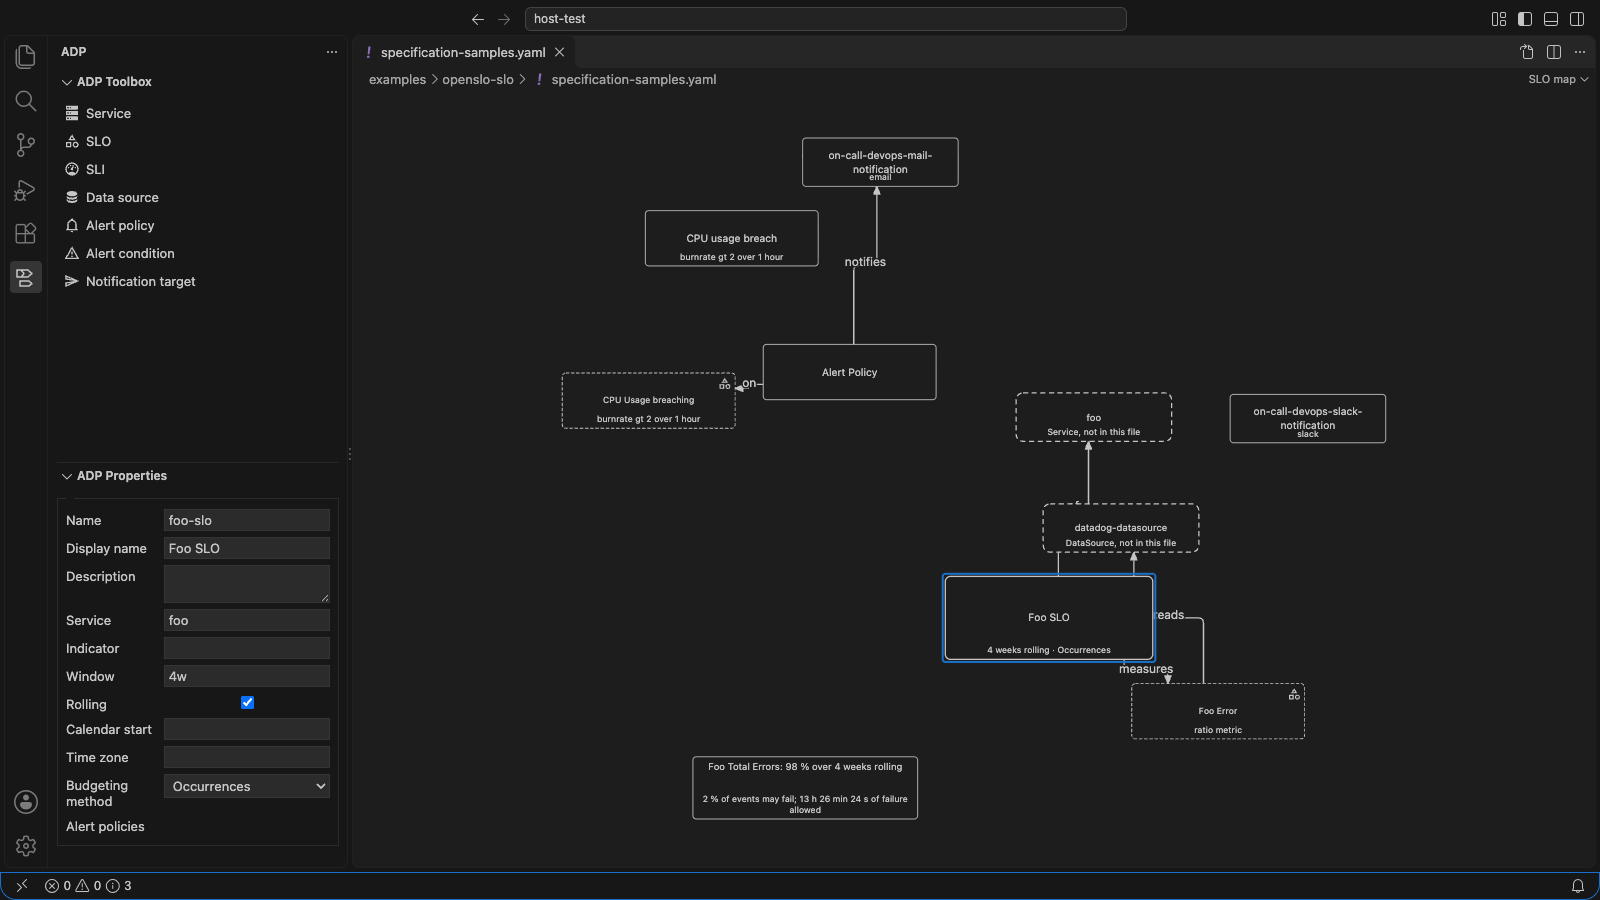 host-test
ADP
specification-samples.yaml
examples > openslo-slo > specification-samples.yaml
SLO map
ADP Toolbox
Service
SLO
SLI
Data source
Alert policy
Alert condition
Notification target
ADP Properties
Name
foo-slo
Display name
Foo SLO
Description
Service
foo
Indicator
Window
4w
Rolling
Calendar start
Time zone
Budgeting
method
Occurrences
Alert policies
on-call-devops-mail-
notification
email
CPU usage breach
burnrate gt 2 over 1 hour
notifies
Alert Policy
on
CPU Usage breaching
burnrate gt 2 over 1 hour
foo
Service, not in this file
on-call-devops-slack-
notification
slack
datadog-datasource
DataSource, not in this file
Foo SLO
4 weeks rolling · Occurrences
reads
measures
Foo Error
ratio metric
Foo Total Errors: 98 % over 4 weeks rolling
2 % of events may fail; 13 h 26 min 24 s of failure
allowed
0 0 3